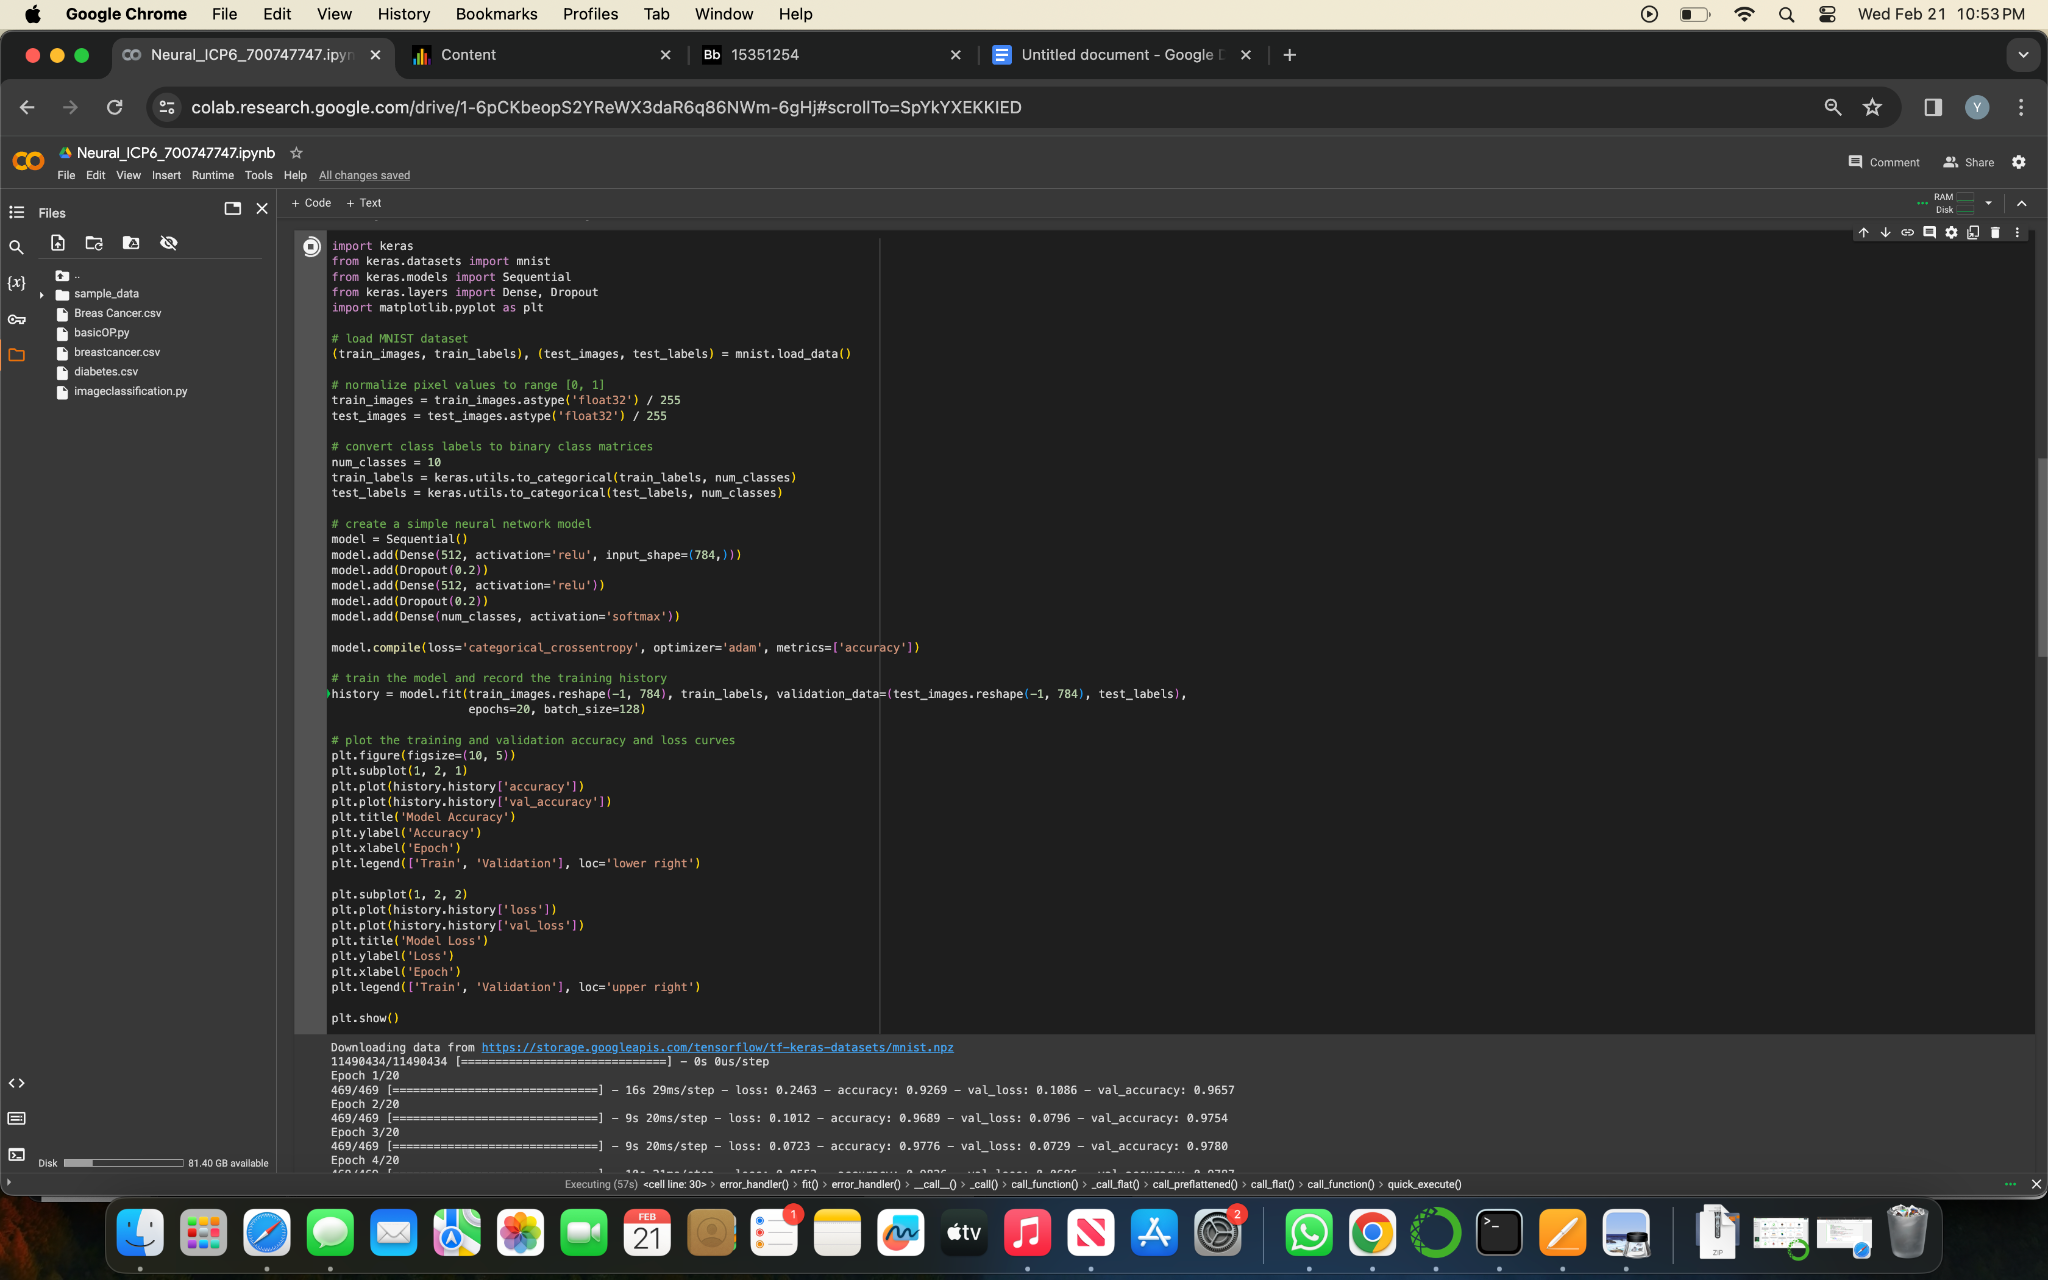 Google Chrome File Edit View History Bookmarks Profiles Tab Window Help Wed Feb 21 10:53 PM
Neural_ICP6_700747747.ipyn Content Bb 15351254 Untitled document - Google D
colab.research.google.com/drive/1-6pCKbeopS2YReWX3daR6q86NWm-6gHj#scrollTo=SpYkYXEKKIED Y
Neural_ICP6_700747747.ipynb
Comment Share
File Edit View Insert Runtime Tools Help All changes saved
Files
+ Code + Text
RAM
Disk
{x}
..
sample_data
Breas Cancer.csv
basicOP.py
breastcancer.csv
diabetes.csv
imageclassification.py
import keras
from keras.datasets import mnist
from keras.models import Sequential
from keras.layers import Dense, Dropout
import matplotlib.pyplot as plt
# load MNIST dataset
(train_images, train_labels), (test_images, test_labels) = mnist.load_data()
# normalize pixel values to range [0, 1]
train_images = train_images.astype('float32') / 255
test_images = test_images.astype('float32') / 255
# convert class labels to binary class matrices
num_classes = 10
train_labels = keras.utils.to_categorical(train_labels, num_classes)
test_labels = keras.utils.to_categorical(test_labels, num_classes)
# create a simple neural network model
model = Sequential()
model.add(Dense(512, activation='relu', input_shape=(784,)))
model.add(Dropout(0.2))
model.add(Dense(512, activation='relu'))
model.add(Dropout(0.2))
model.add(Dense(num_classes, activation='softmax'))
model.compile(loss='categorical_crossentropy', optimizer='adam', metrics=['accuracy'])
# train the model and record the training history
history = model.fit(train_images.reshape(-1, 784), train_labels, validation_data=(test_images.reshape(-1, 784), test_labels),
epochs=20, batch_size=128)
# plot the training and validation accuracy and loss curves
plt.figure(figsize=(10, 5))
plt.subplot(1, 2, 1)
plt.plot(history.history['accuracy'])
plt.plot(history.history['val_accuracy'])
plt.title('Model Accuracy')
plt.ylabel('Accuracy')
plt.xlabel('Epoch')
plt.legend(['Train', 'Validation'], loc='lower right')
plt.subplot(1, 2, 2)
plt.plot(history.history['loss'])
plt.plot(history.history['val_loss'])
plt.title('Model Loss')
plt.ylabel('Loss')
plt.xlabel('Epoch')
plt.legend(['Train', 'Validation'], loc='upper right')
plt.show()
Downloading data from https://storage.googleapis.com/tensorflow/tf-keras-datasets/mnist.npz
11490434/11490434 [==============================] - 0s 0us/step
Epoch 1/20
469/469 [==============================] - 16s 29ms/step - loss: 0.2463 - accuracy: 0.9269 - val_loss: 0.1086 - val_accuracy: 0.9657
Epoch 2/20
469/469 [==============================] - 9s 20ms/step - loss: 0.1012 - accuracy: 0.9689 - val_loss: 0.0796 - val_accuracy: 0.9754
Epoch 3/20
469/469 [==============================] - 9s 20ms/step - loss: 0.0723 - accuracy: 0.9776 - val_loss: 0.0729 - val_accuracy: 0.9780
Epoch 4/20
Disk 81.40 GB available
Executing (57s) <cell line: 30> > error_handler() > fit() > error_handler() > __call__() > _call() > call_function() > _call_flat() > call_preflattened() > call_flat() > call_function() > quick_execute()
FEB
21
1
tv
2
ZIP